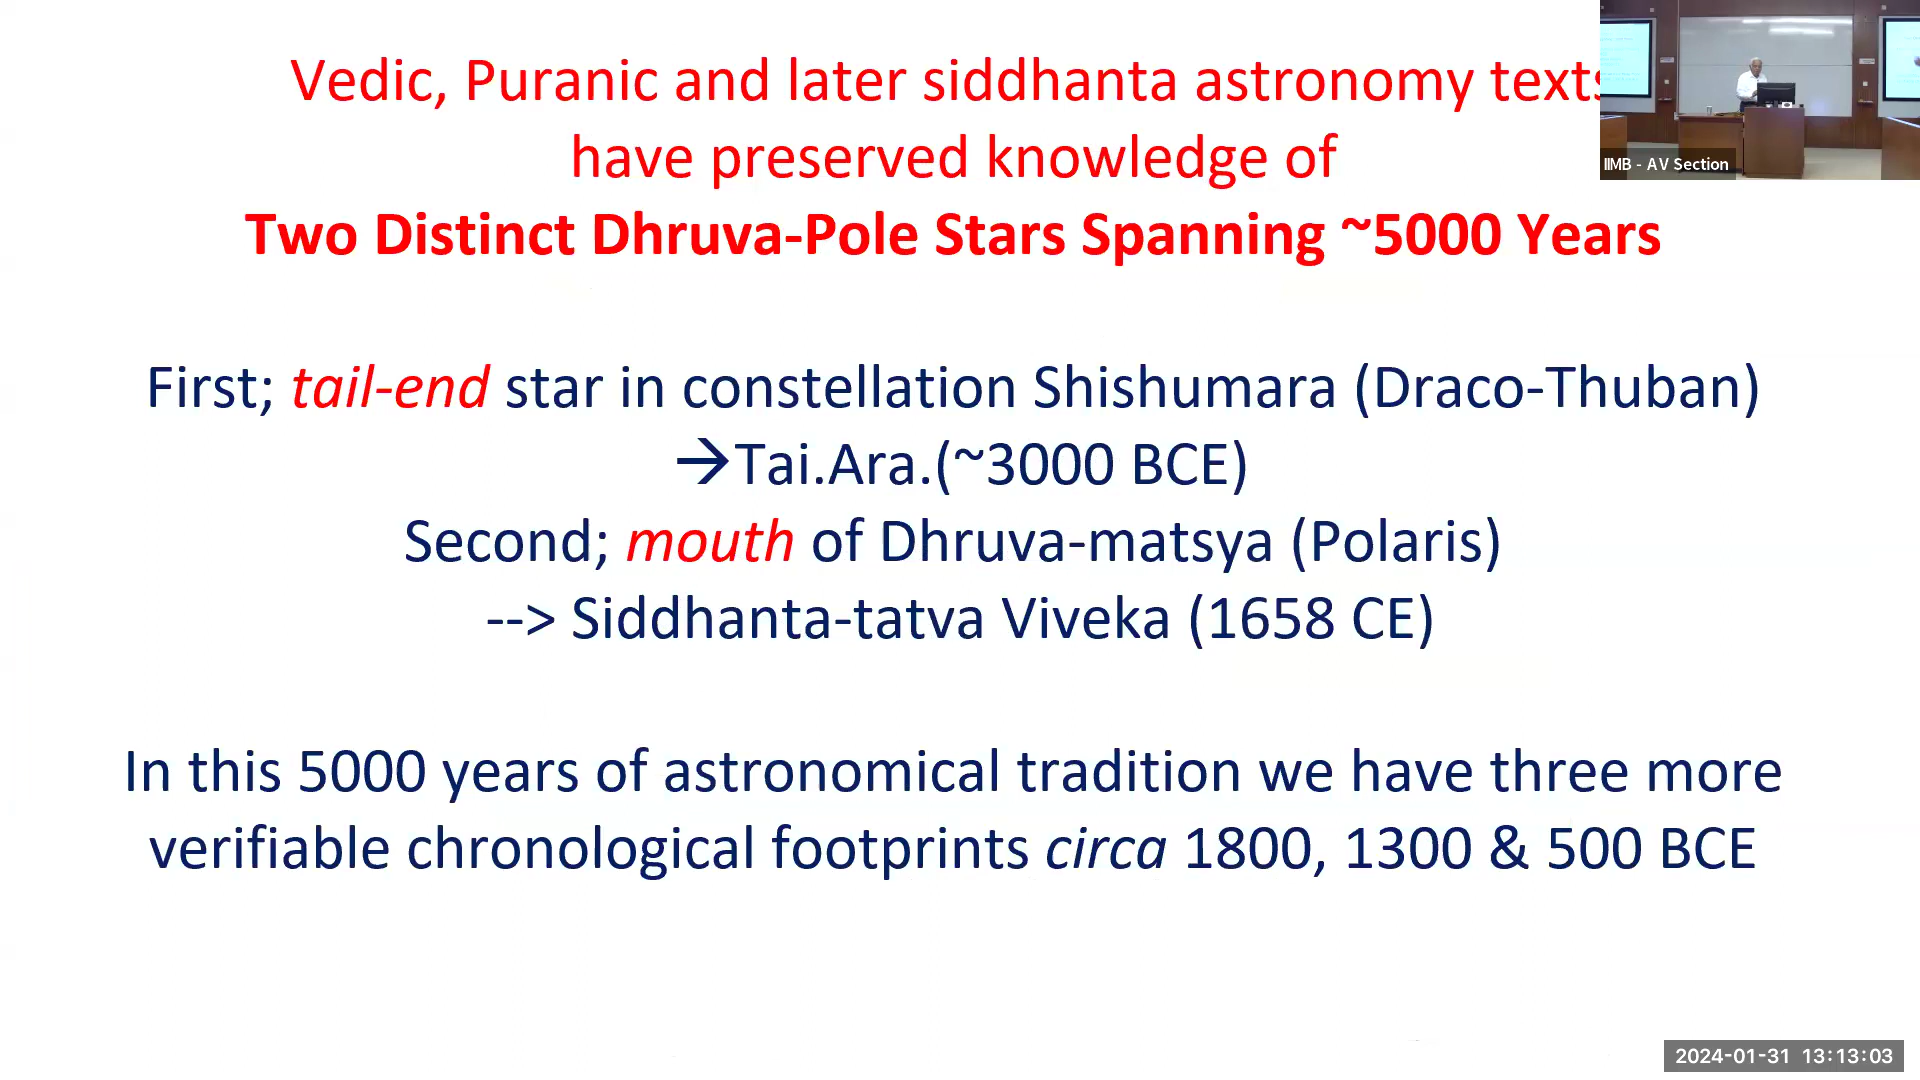 Vedic, Puranic and later siddhanta astronomy texts
have preserved knowledge of
Two Distinct Dhruva-Pole Stars Spanning ~5000 Years
First; tail-end star in constellation Shishumara (Draco-Thuban)
→Tai.Ara.(~3000 BCE)
Second; mouth of Dhruva-matsya (Polaris)
--> Siddhanta-tatva Viveka (1658 CE)
In this 5000 years of astronomical tradition we have three more
verifiable chronological footprints circa 1800, 1300 & 500 BCE
IIMB - AV Section
2024-01-31 13:13:03